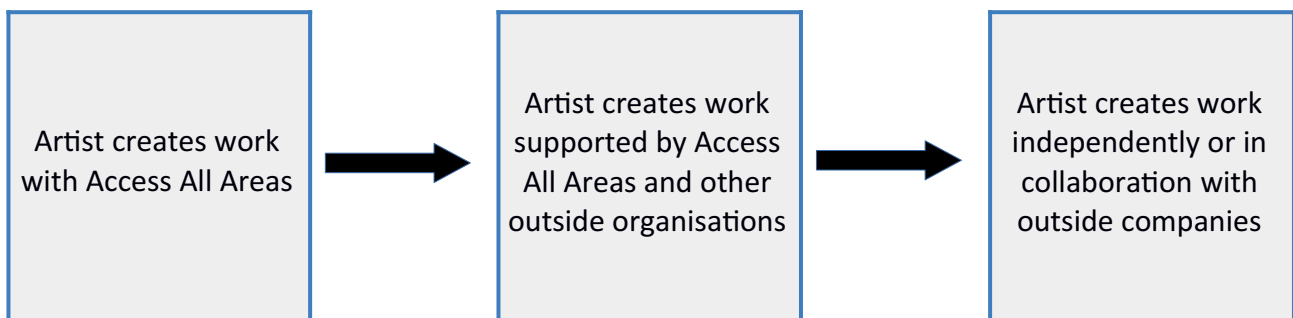 Artist creates work
with Access All Areas
Artist creates work
supported by Access
All Areas and other
outside organisations
Artist creates work
independently or in
collaboration with
outside companies